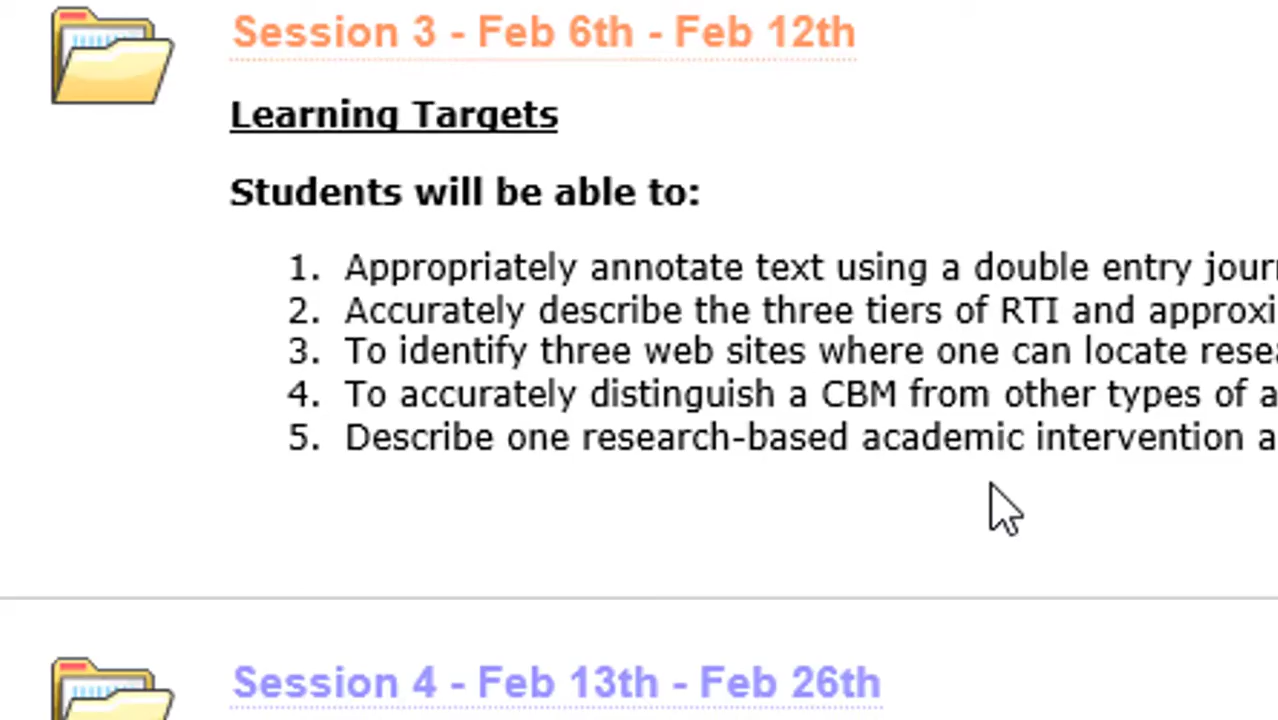 Session 3 - Feb 6th - Feb 12th
Learning Targets
Students will be able to:
1. Appropriately annotate text using a double entry
2. Accurately describe the three tiers of RTI and
3. To identify three web sites where one can locate
4. To accurately distinguish a CBM from other types of
5. Describe one research-based academic intervention
Session 4 - Feb 13th - Feb 26th